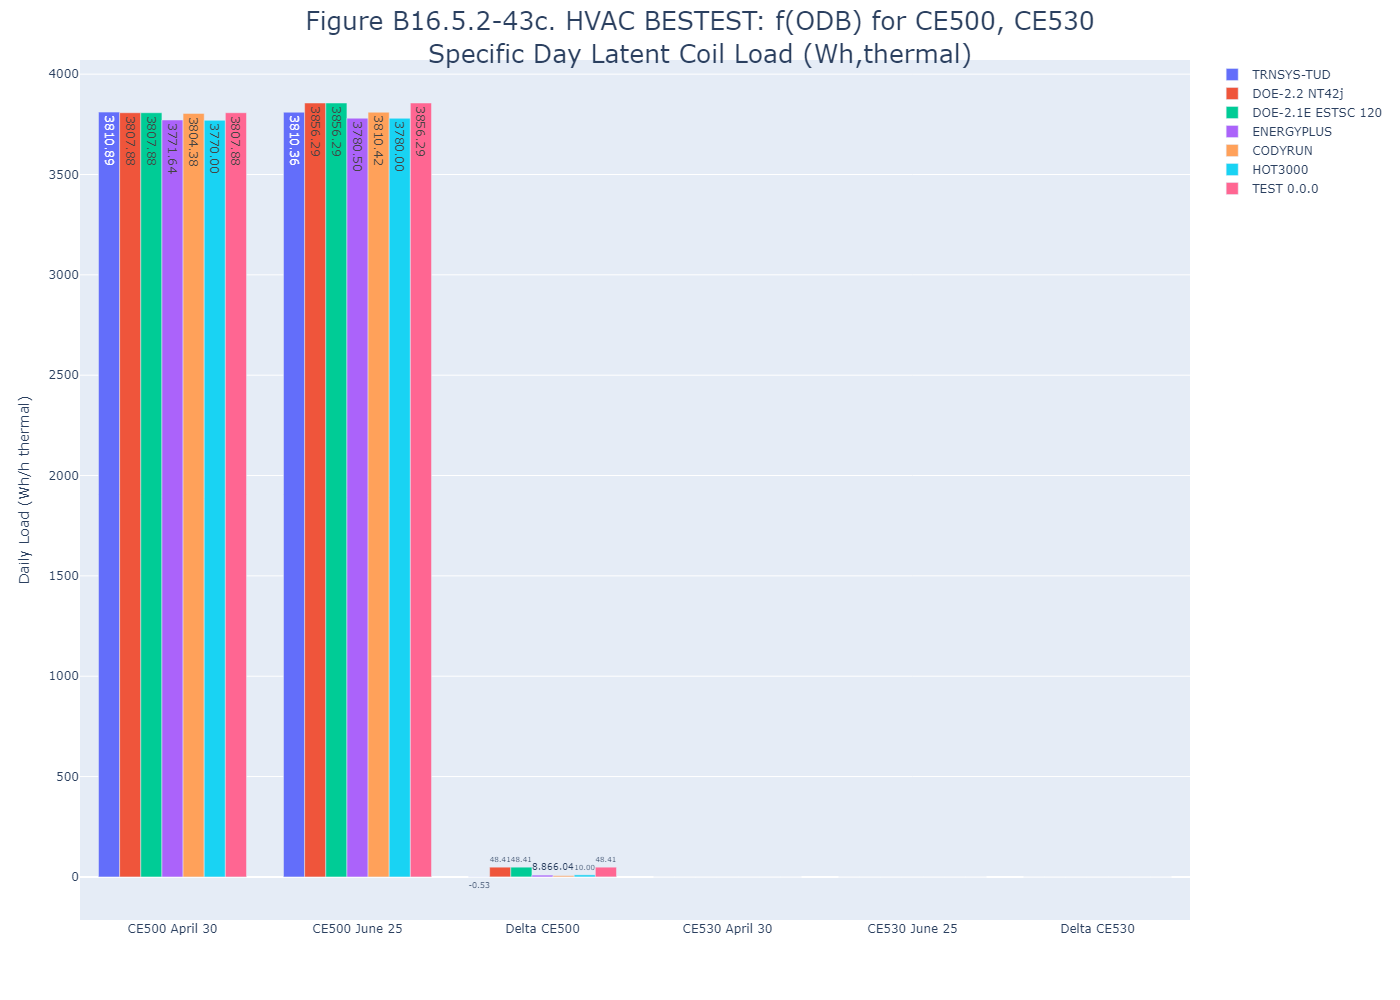 Figure B16.5.2-43c. HVAC BESTEST: f(ODB) for CE500, CE530
Specific Day Latent Coil Load (Wh,thermal)
TRNSYS-TUD
DOE-2.2 NT42j
DOE-2.1E ESTSC 120
ENERGYPLUS
CODYRUN
HOT3000
TEST 0.0.0
Daily Load (Wh/h thermal)
4000
3500
3000
2500
2000
1500
1000
500
0
3810.89
3807.88
3807.88
3771.64
3804.38
3770.00
3807.88
3810.36
3856.29
3856.29
3780.50
3810.42
3780.00
3856.29
-0.53
48.41
48.41
8.86
6.04
10.00
48.41
CE500 April 30
CE500 June 25
Delta CE500
CE530 April 30
CE530 June 25
Delta CE530